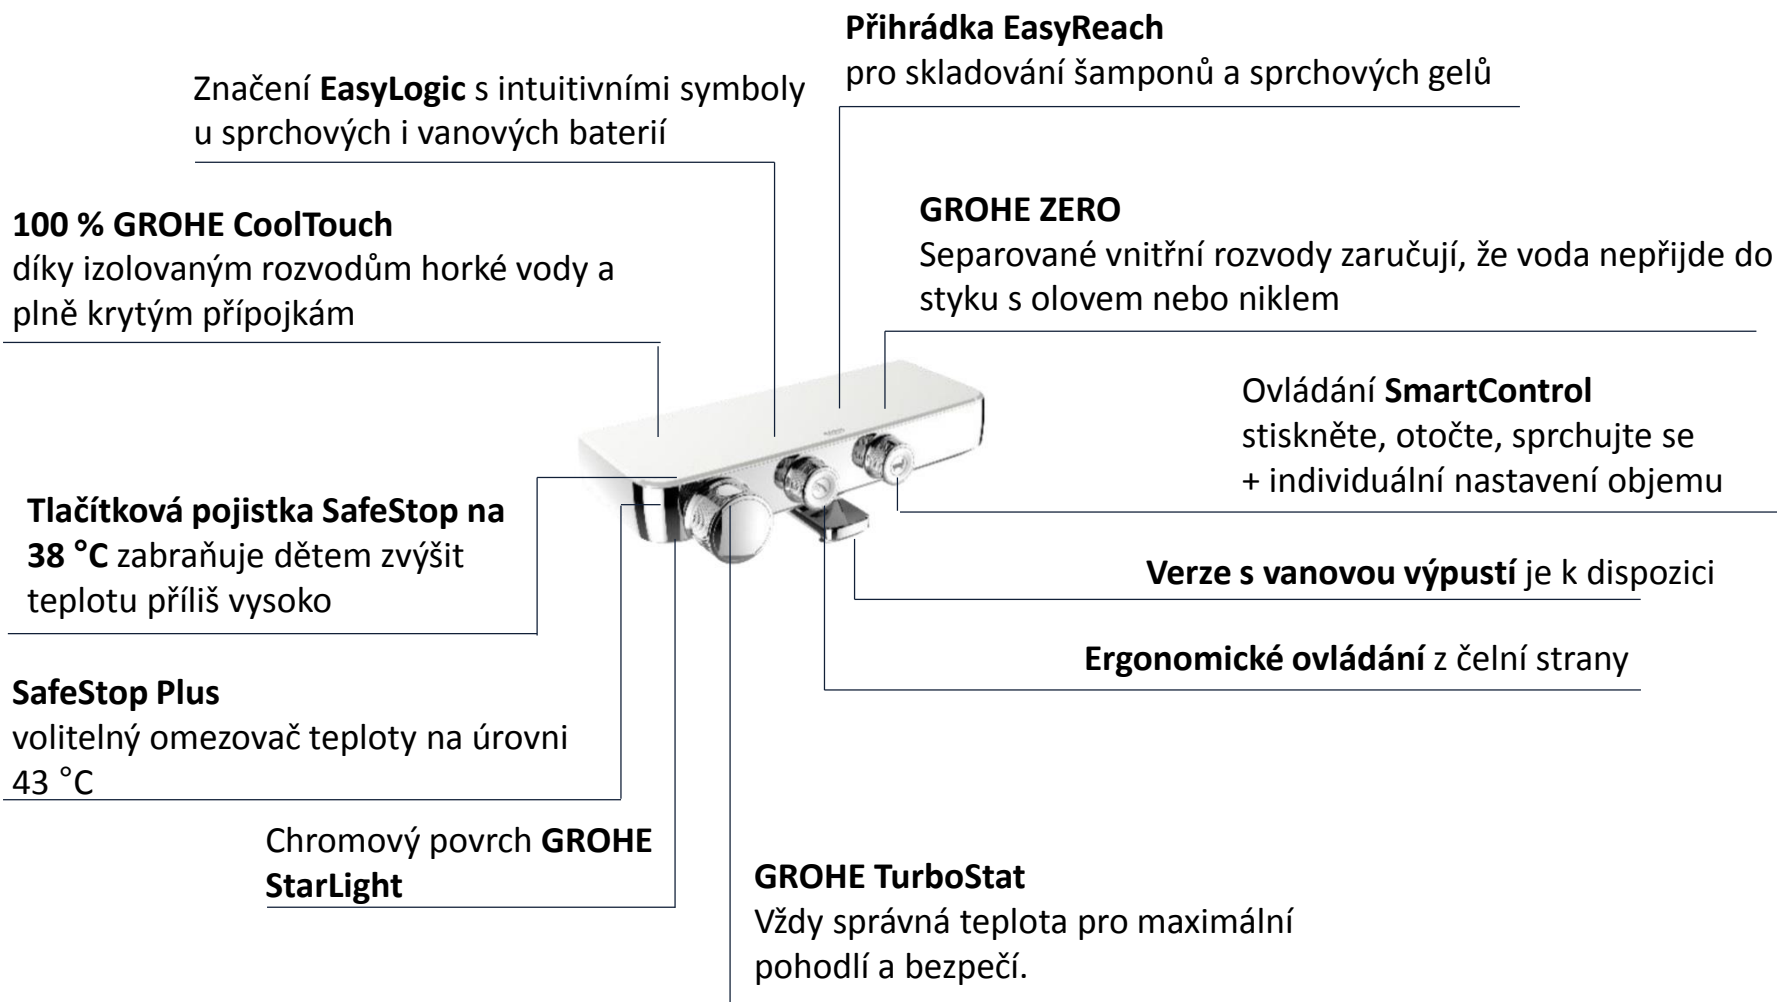 Přihrádka EasyReach
pro skladování šamponů a sprchových gelů
Značení EasyLogic s intuitivními symboly
u sprchových i vanových baterií
100 % GROHE CoolTouch
díky izolovaným rozvodům horké vody a
plně krytým přípojkám
GROHE ZERO
Separované vnitřní rozvody zaručují, že voda nepřijde do
styku s olovem nebo niklem
Ovládání SmartControl
stiskněte, otočte, sprchujte se
+ individuální nastavení objemu
Tlačítková pojistka SafeStop na
38 °C zabraňuje dětem zvýšit
teplotu příliš vysoko
Verze s vanovou výpustí je k dispozici
Ergonomické ovládání z čelní strany
SafeStop Plus
volitelný omezovač teploty na úrovni
43 °C
Chromový povrch GROHE
StarLight
GROHE TurboStat
Vždy správná teplota pro maximální
pohodlí a bezpečí.